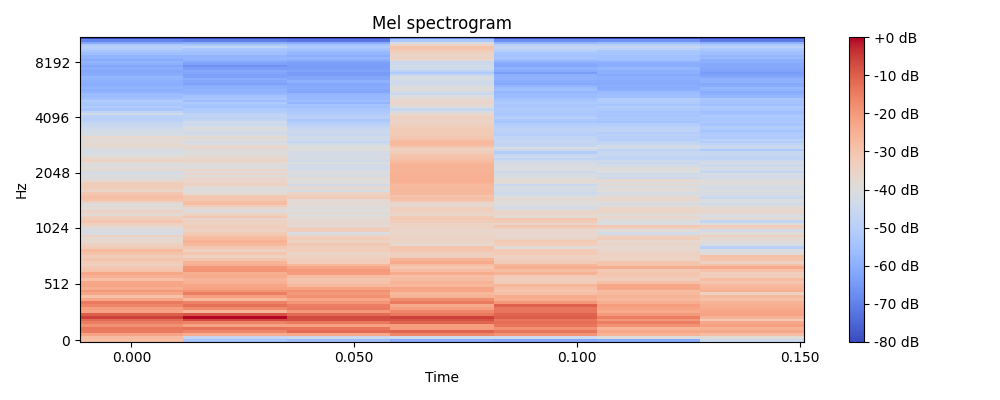 Mel spectrogram
Hz
8192
4096
2048
1024
512
0
0.000
0.050
0.100
0.150
Time
+0 dB
-10 dB
-20 dB
-30 dB
-40 dB
-50 dB
-60 dB
-70 dB
-80 dB